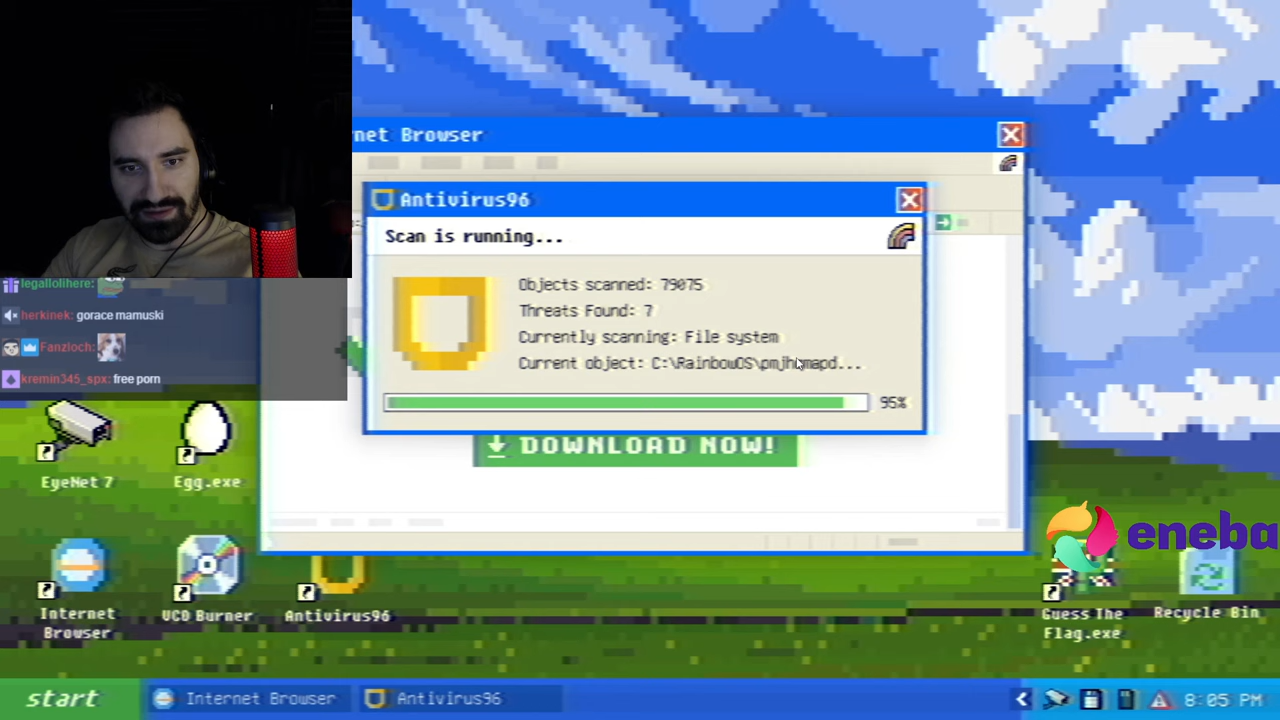 net Browser
Antivirus96
Scan is running...
Objects scanned: 79075
Threats Found: 7
Currently scanning: File system
Current object: C:\RainbowOS\pmjhumapd...
95%
DOWNLOAD NOW!
legallolihere:
herkinek: gorace mamuski
Fanzloch:
kremin345_spx: free porn
EyeNet 7
Egg.exe
Internet
Browser
VCD Burner
Antivirus96
eneba
Guess The
Flag.exe
Recycle Bin
start
Internet Browser
Antivirus96
8:05 PM